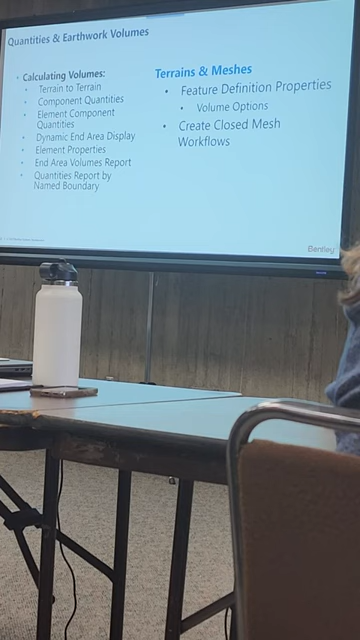 Quantities & Earthwork Volumes
Calculating Volumes:
Terrain to Terrain
Component Quantities
Element Component
Quantities
Dynamic End Area Display
Element Properties
End Area Volumes Report
Quantities Report by
Named Boundary
Terrains & Meshes
Feature Definition Properties
Volume Options
Create Closed Mesh
Workflows
Bentley